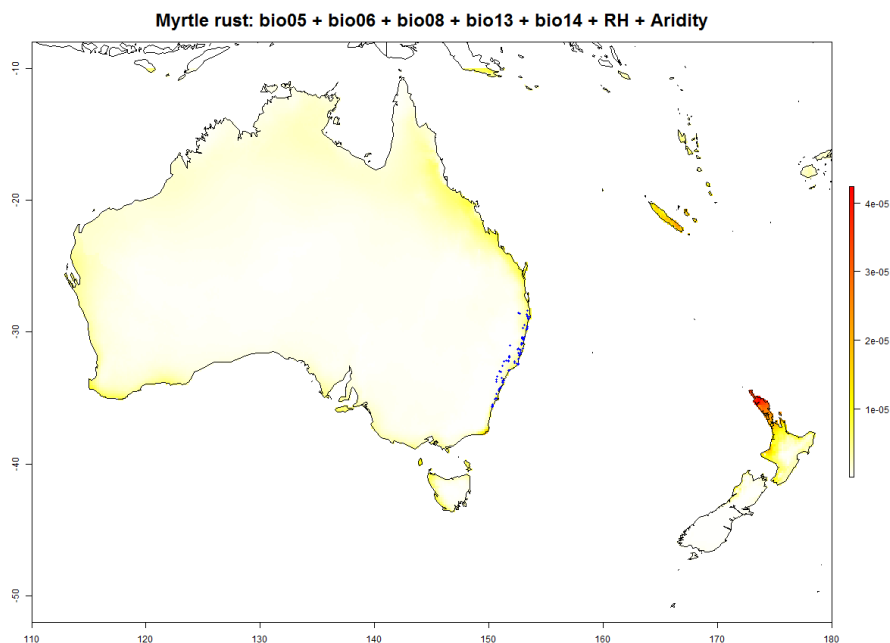 Myrtle rust: bio05 + bio06 + bio08 + bio13 + bio14 + RH + Aridity
-10
-20
-30
-40
-50
110 120 130 140 150 160 170 180
4e-05
3e-05
2e-05
1e-05